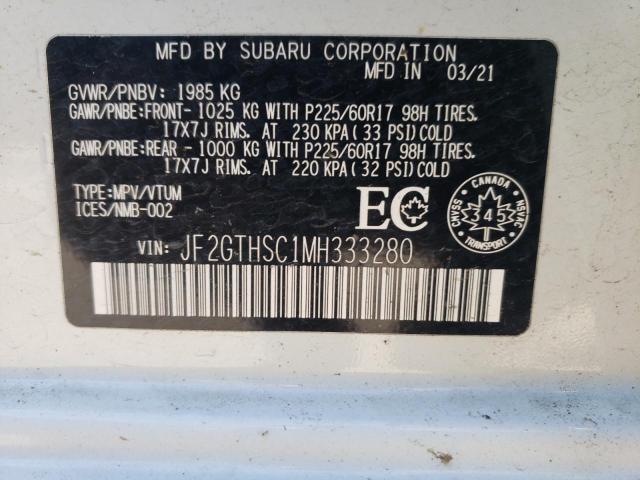 MFD BY SUBARU CORPORATION
MFD IN 03/21
GVWR/PNBV: 1985 KG
GAWR/PNBE:FRONT- 1025 KG WITH P225/60R17 98H TIRES.
17X7J RIMS. AT 230 KPA (33 PSI)COLD
GAWR/PNBE:REAR - 1000 KG WITH P225/60R17 98H TIRES.
17X7J RIMS. AT 220 KPA (32 PSI)COLD
TYPE:MPV/VTUM
ICES/NMB-002
EC
CANADA
CMVSS
345
NSVAC
TRANSPORT
VIN: JF2GTHSC1MH333280